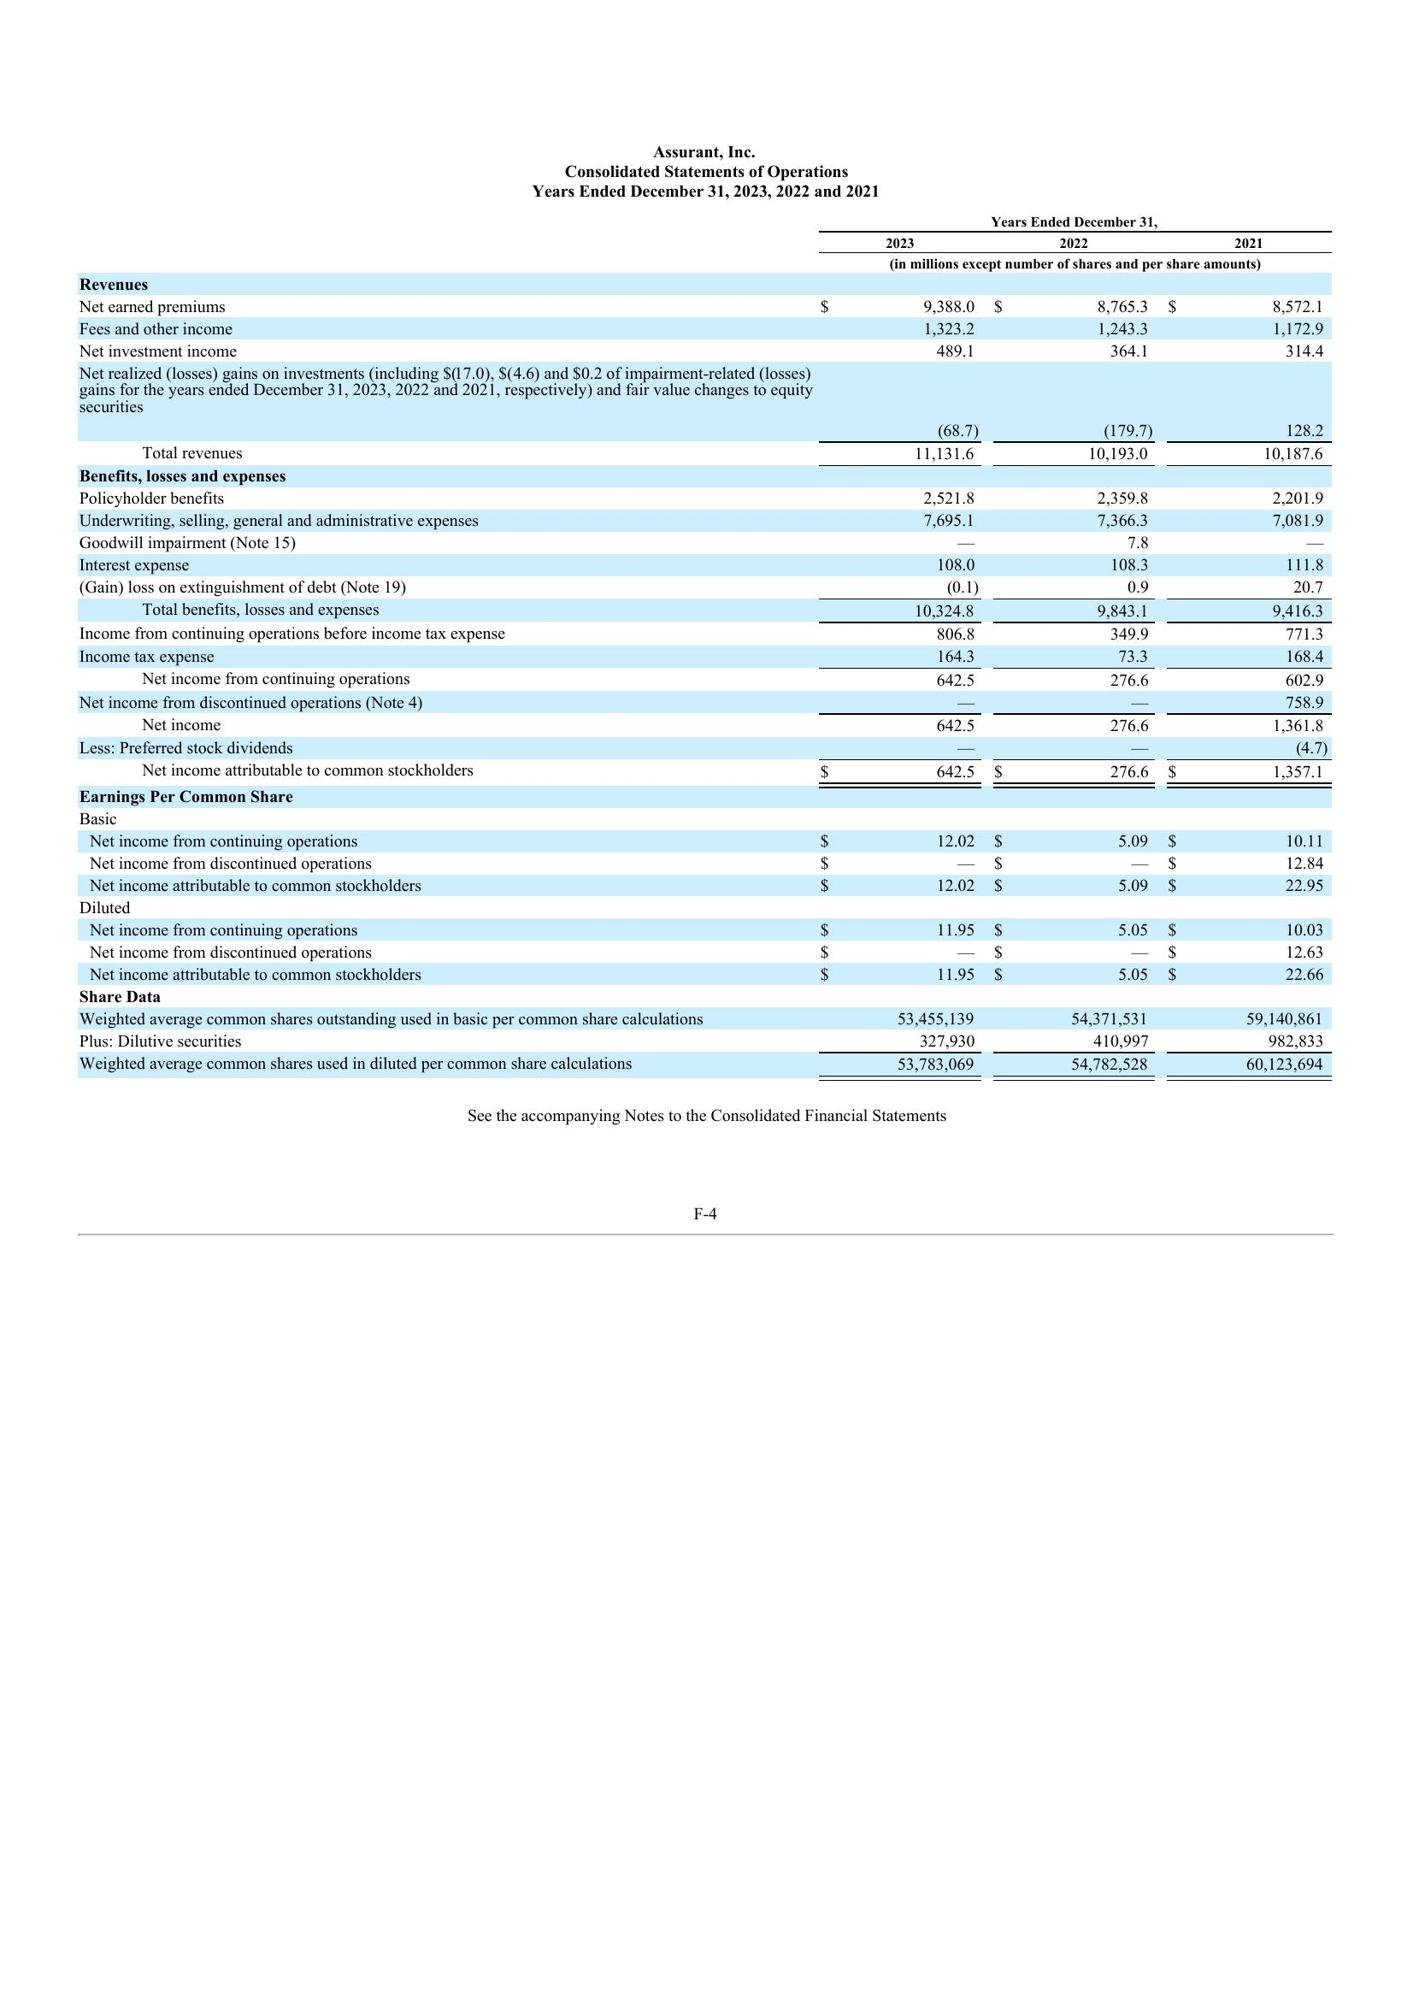 Assurant, Inc.
Consolidated Statements of Operations
Years Ended December 31, 2023, 2022 and 2021
Years Ended December 31,
2023 2022 2021
(in millions except number of shares and per share amounts)
Revenues
Net earned premiums $ 9,388.0 $ 8,765.3 $ 8,572.1
Fees and other income 1,323.2 1,243.3 1,172.9
Net investment income 489.1 364.1 314.4
Net realized (losses) gains on investments (including $(17.0), $(4.6) and $0.2 of impairment-related (losses)
gains for the years ended December 31, 2023, 2022 and 2021, respectively) and fair value changes to equity
securities
(68.7) (179.7) 128.2
Total revenues 11,131.6 10,193.0 10,187.6
Benefits, losses and expenses
Policyholder benefits 2,521.8 2,359.8 2,201.9
Underwriting, selling, general and administrative expenses 7,695.1 7,366.3 7,081.9
Goodwill impairment (Note 15) — 7.8 —
Interest expense 108.0 108.3 111.8
(Gain) loss on extinguishment of debt (Note 19) (0.1) 0.9 20.7
Total benefits, losses and expenses 10,324.8 9,843.1 9,416.3
Income from continuing operations before income tax expense 806.8 349.9 771.3
Income tax expense 164.3 73.3 168.4
Net income from continuing operations 642.5 276.6 602.9
Net income from discontinued operations (Note 4) — — 758.9
Net income 642.5 276.6 1,361.8
Less: Preferred stock dividends — — (4.7)
Net income attributable to common stockholders $ 642.5 $ 276.6 $ 1,357.1
Earnings Per Common Share
Basic
Net income from continuing operations $ 12.02 $ 5.09 $ 10.11
Net income from discontinued operations $ — $ — $ 12.84
Net income attributable to common stockholders $ 12.02 $ 5.09 $ 22.95
Diluted
Net income from continuing operations $ 11.95 $ 5.05 $ 10.03
Net income from discontinued operations $ — $ — $ 12.63
Net income attributable to common stockholders $ 11.95 $ 5.05 $ 22.66
Share Data
Weighted average common shares outstanding used in basic per common share calculations 53,455,139 54,371,531 59,140,861
Plus: Dilutive securities 327,930 410,997 982,833
Weighted average common shares used in diluted per common share calculations 53,783,069 54,782,528 60,123,694
See the accompanying Notes to the Consolidated Financial Statements
F-4